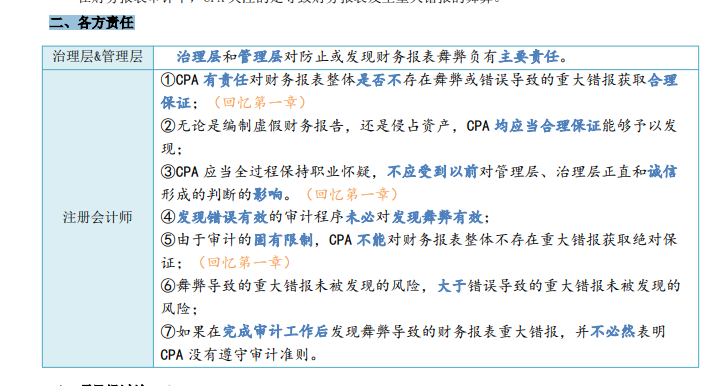 二、各方责任
治理层&管理层
治理层和管理层对防止或发现财务报表舞弊负有主要责任。
注册会计师
①CPA 有责任对财务报表整体是否不存在舞弊或错误导致的重大错报获取合理
保证；（回忆第一章）
②无论是编制虚假财务报告，还是侵占资产，CPA 均应当合理保证能够予以发
现；
③CPA 应当全过程保持职业怀疑，不应受到以前对管理层、治理层正直和诚信
形成的判断的影响。（回忆第一章）
④发现错误有效的审计程序未必对发现舞弊有效；
⑤由于审计的固有限制，CPA 不能对财务报表整体不存在重大错报获取绝对保
证；（回忆第一章）
⑥舞弊导致的重大错报未被发现的风险，大于错误导致的重大错报未被发现的
风险；
⑦如果在完成审计工作后发现舞弊导致的财务报表重大错报，并不必然表明
CPA 没有遵守审计准则。